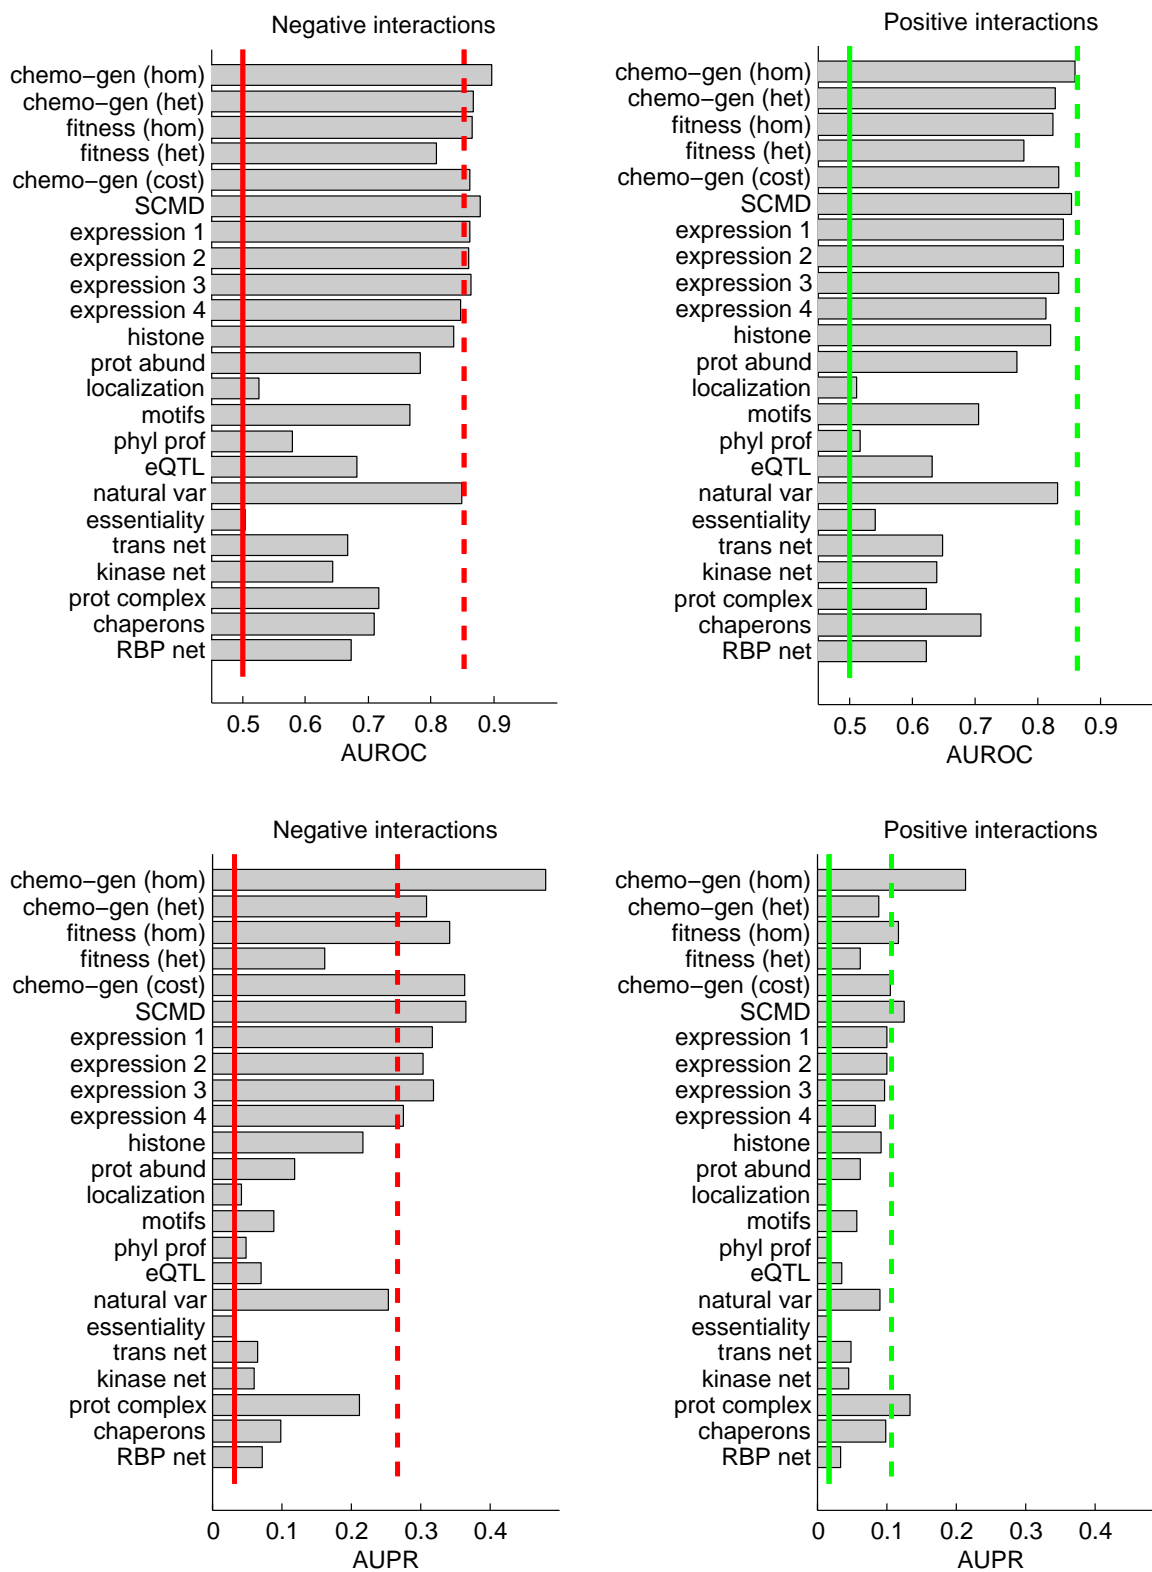 Negative interactions
chemo−gen (hom)
chemo−gen (het)
fitness (hom)
fitness (het)
chemo−gen (cost)
SCMD
expression 1
expression 2
expression 3
expression 4
histone
prot abund
localization
motifs
phyl prof
eQTL
natural var
essentiality
trans net
kinase net
prot complex
chaperons
RBP net
0.5 0.6 0.7 0.8 0.9
AUROC
Positive interactions
chemo−gen (hom)
chemo−gen (het)
fitness (hom)
fitness (het)
chemo−gen (cost)
SCMD
expression 1
expression 2
expression 3
expression 4
histone
prot abund
localization
motifs
phyl prof
eQTL
natural var
essentiality
trans net
kinase net
prot complex
chaperons
RBP net
0.5 0.6 0.7 0.8 0.9
AUROC
Negative interactions
chemo−gen (hom)
chemo−gen (het)
fitness (hom)
fitness (het)
chemo−gen (cost)
SCMD
expression 1
expression 2
expression 3
expression 4
histone
prot abund
localization
motifs
phyl prof
eQTL
natural var
essentiality
trans net
kinase net
prot complex
chaperons
RBP net
0 0.1 0.2 0.3 0.4
AUPR
Positive interactions
chemo−gen (hom)
chemo−gen (het)
fitness (hom)
fitness (het)
chemo−gen (cost)
SCMD
expression 1
expression 2
expression 3
expression 4
histone
prot abund
localization
motifs
phyl prof
eQTL
natural var
essentiality
trans net
kinase net
prot complex
chaperons
RBP net
0 0.1 0.2 0.3 0.4
AUPR